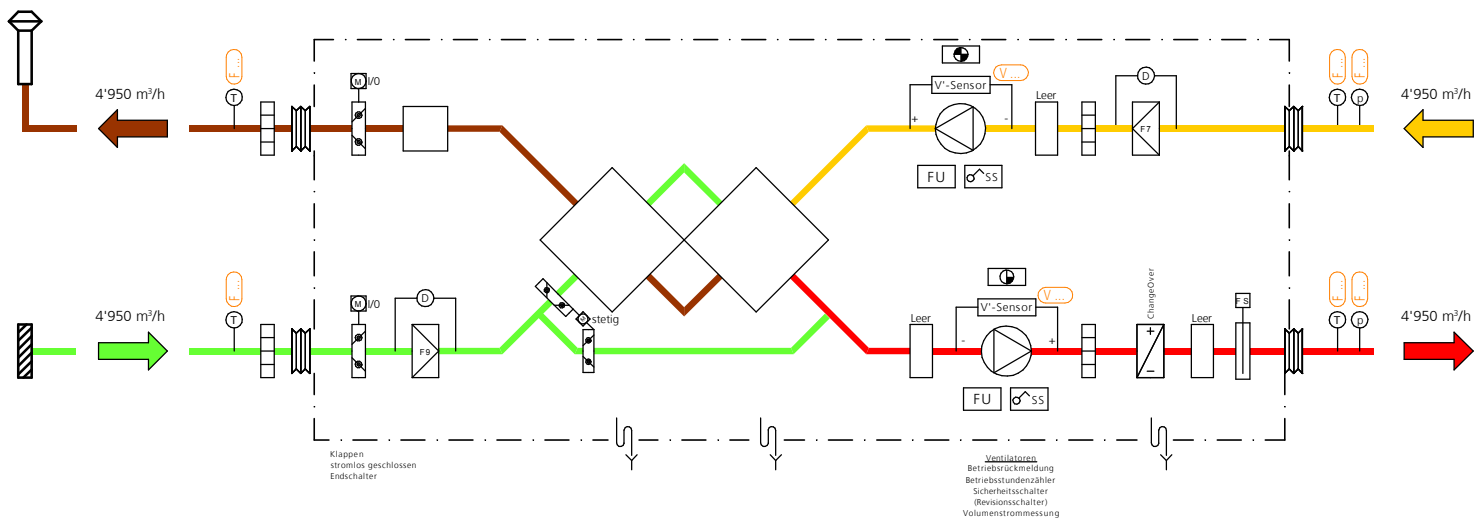 F ...
V ...
F ...
F ...
M
I/0
V'-Sensor
D
4'950 m³/h
T
Leer
T
p
4'950 m³/h
+
-
F7
FU
SS
F ...
V ...
F ...
F ...
M
I/0
D
V'-Sensor
ChangeOver
FS
4'950 m³/h
T
stetig
Leer
-
+
Leer
T
p
4'950 m³/h
F9
+
-
FU
SS
Klappen
stromlos geschlossen
Endschalter
Ventilatoren
Betriebsrückmeldung
Betriebsstundenzähler
Sicherheitsschalter
(Revisionsschalter)
Volumenstrommessung